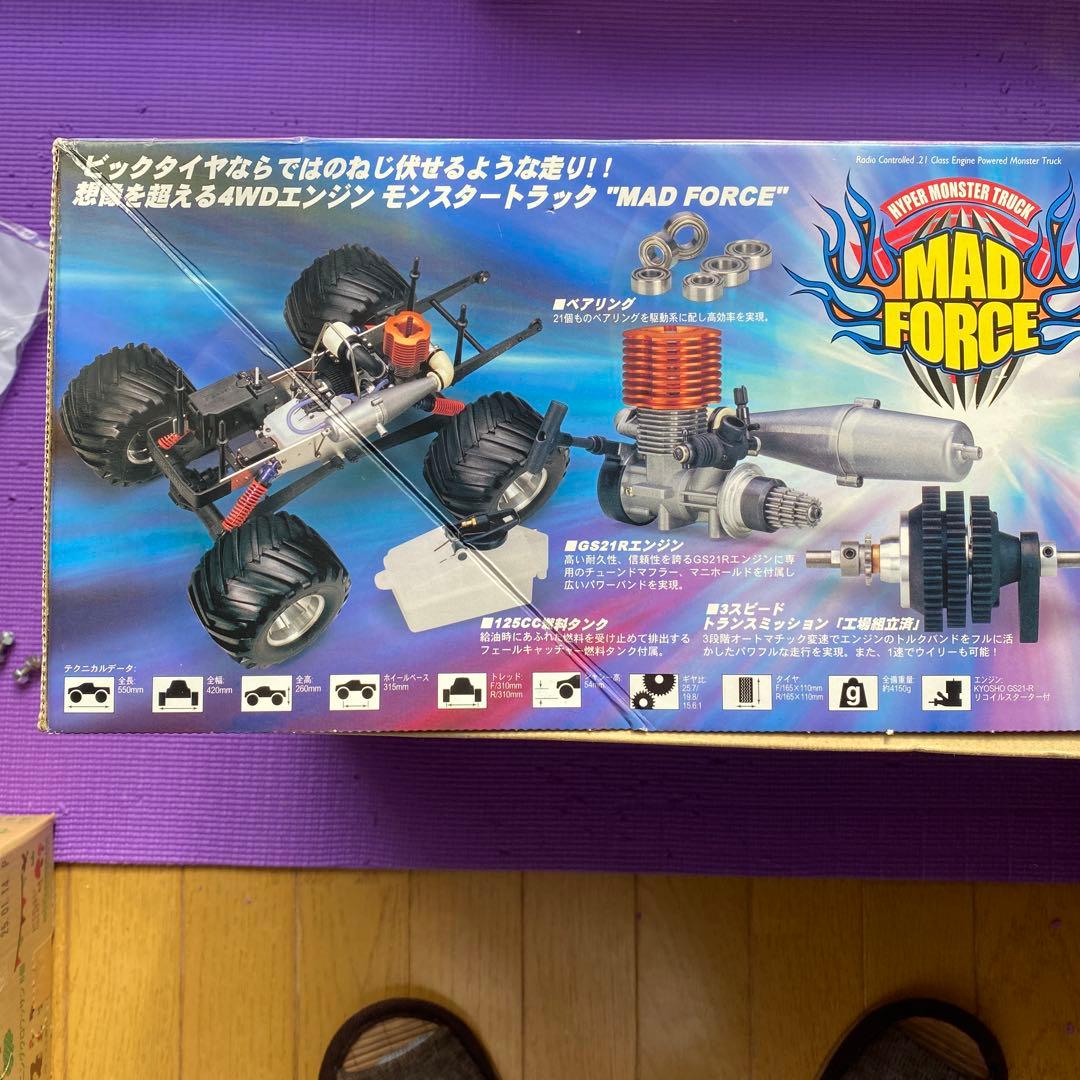 ビックタイヤならではのねじ伏せるような走り!!
想像を超える4WDエンジン モンスタートラック "MAD FORCE"
Radio Controlled .21 Class Engine Powered Monster Truck
HYPER MONSTER TRUCK
MAD
FORCE
■ベアリング
21個ものベアリングを駆動系に配し高効率を実現。
■GS21Rエンジン
高い耐久性、信頼性を誇るGS21Rエンジンに専
用のチューンドマフラー、マニホールドを付属し
広いパワーバンドを実現。
■125CC燃料タンク
給油時にあふれた燃料を受け止めて排出する
フェールキャッチャー燃料タンク付属。
■3スピード
トランスミッション「工場組立済」
3段階オートマチック変速でエンジンのトルクバンドをフルに活
かしたパワフルな走行を実現。また、1速でウイリーも可能！
テクニカルデータ:
全長:
550mm
全幅:
420mm
全高:
260mm
ホイールベース
315mm
トレッド:
F/310mm
R/310mm
シャシー高
54mm
ギヤ比:
25.7/
19.8/
15.6:1
タイヤ
F/165×110mm
R/165×110mm
g
全備重量:
約4150g
エンジン:
KYOSHO GS21-R
リコイルスターター付
25.01.14 P